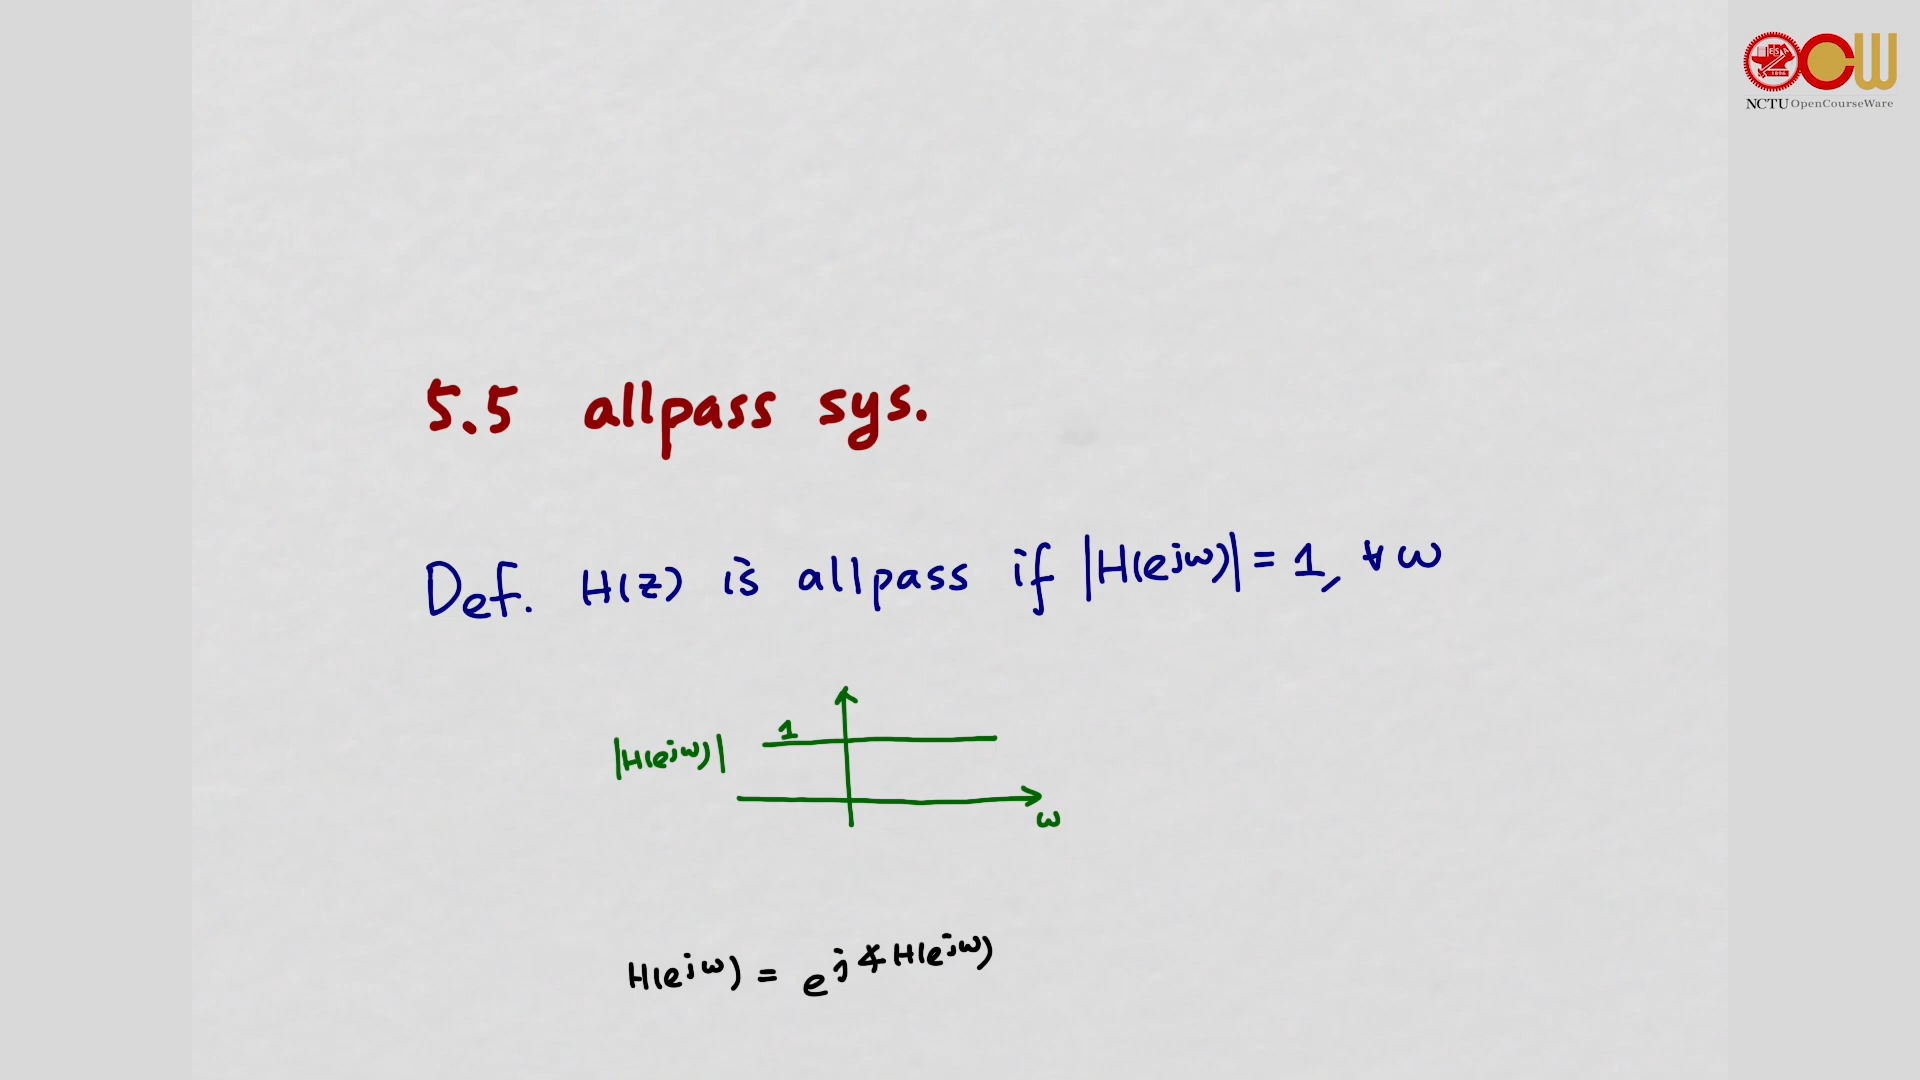 NCTU OpenCourseWare
5.5 allpass sys.
Def. H(z) is allpass if |H(e^{jω})| = 1, ∀ ω
1
|H(e^{jω})|
ω
H(e^{jω}) = e^{j∡H(e^{jω})}